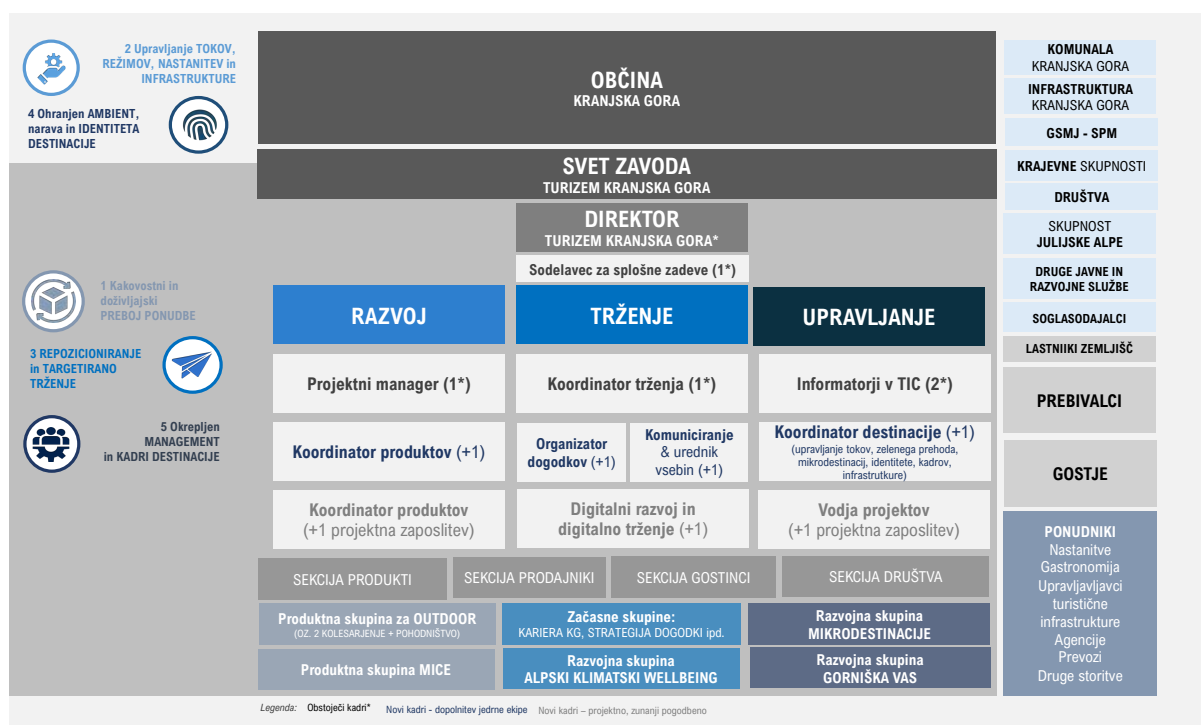 2 Upravljanje TOKOV,
REŽIMOV, NASTANITEV in
INFRASTRUKTURE
4 Ohranjen AMBIENT,
narava in IDENTITETA
DESTINACIJE
1 Kakovostni in
doživljajski
PREBOJ PONUDBE
3 REPOZICIONIRANJE
in TARGETIRANO
TRŽENJE
5 Okrepljen
MANAGEMENT
in KADRI DESTINACIJE
OBČINA
KRANJSKA GORA
SVET ZAVODA
TURIZEM KRANJSKA GORA
DIREKTOR
TURIZEM KRANJSKA GORA*
Sodelavec za splošne zadeve (1*)
RAZVOJ
TRŽENJE
UPRAVLJANJE
Projektni manager (1*)
Koordinator trženja (1*)
Informatorji v TIC (2*)
Koordinator produktov (+1)
Organizator
dogodkov (+1)
Komuniciranje
& urednik
vsebin (+1)
Koordinator destinacije (+1)
(upravljanje tokov, zelenega prehoda,
mikrodestinacij, identitete, kadrov,
infrastrutkure)
Koordinator produktov
(+1 projektna zaposlitev)
Digitalni razvoj in
digitalno trženje (+1)
Vodja projektov
(+1 projektna zaposlitev)
SEKCIJA PRODUKTI
SEKCIJA PRODAJNIKI
SEKCIJA GOSTINCI
SEKCIJA DRUŠTVA
Produktna skupina za OUTDOOR
(OZ. 2 KOLESARJENJE + POHODNIŠTVO)
Začasne skupine:
KARIERA KG, STRATEGIJA DOGODKI ipd.
Razvojna skupina
MIKRODESTINACIJE
Produktna skupina MICE
Razvojna skupina
ALPSKI KLIMATSKI WELLBEING
Razvojna skupina
GORNIŠKA VAS
KOMUNALA
KRANJSKA GORA
INFRASTRUKTURA
KRANJSKA GORA
GSMJ - SPM
KRAJEVNE SKUPNOSTI
DRUŠTVA
SKUPNOST
JULIJSKE ALPE
DRUGE JAVNE IN
RAZVOJNE SLUŽBE
SOGLASODAJALCI
LASTNIIKI ZEMLJIŠČ
PREBIVALCI
GOSTJE
PONUDNIKI
Nastanitve
Gastronomija
Upravljavljavci
turistične
infrastrukture
Agencije
Prevozi
Druge storitve
Legenda: Obstoječi kadri* Novi kadri - dopolnitev jedrne ekipe Novi kadri – projektno, zunanji pogodbeno